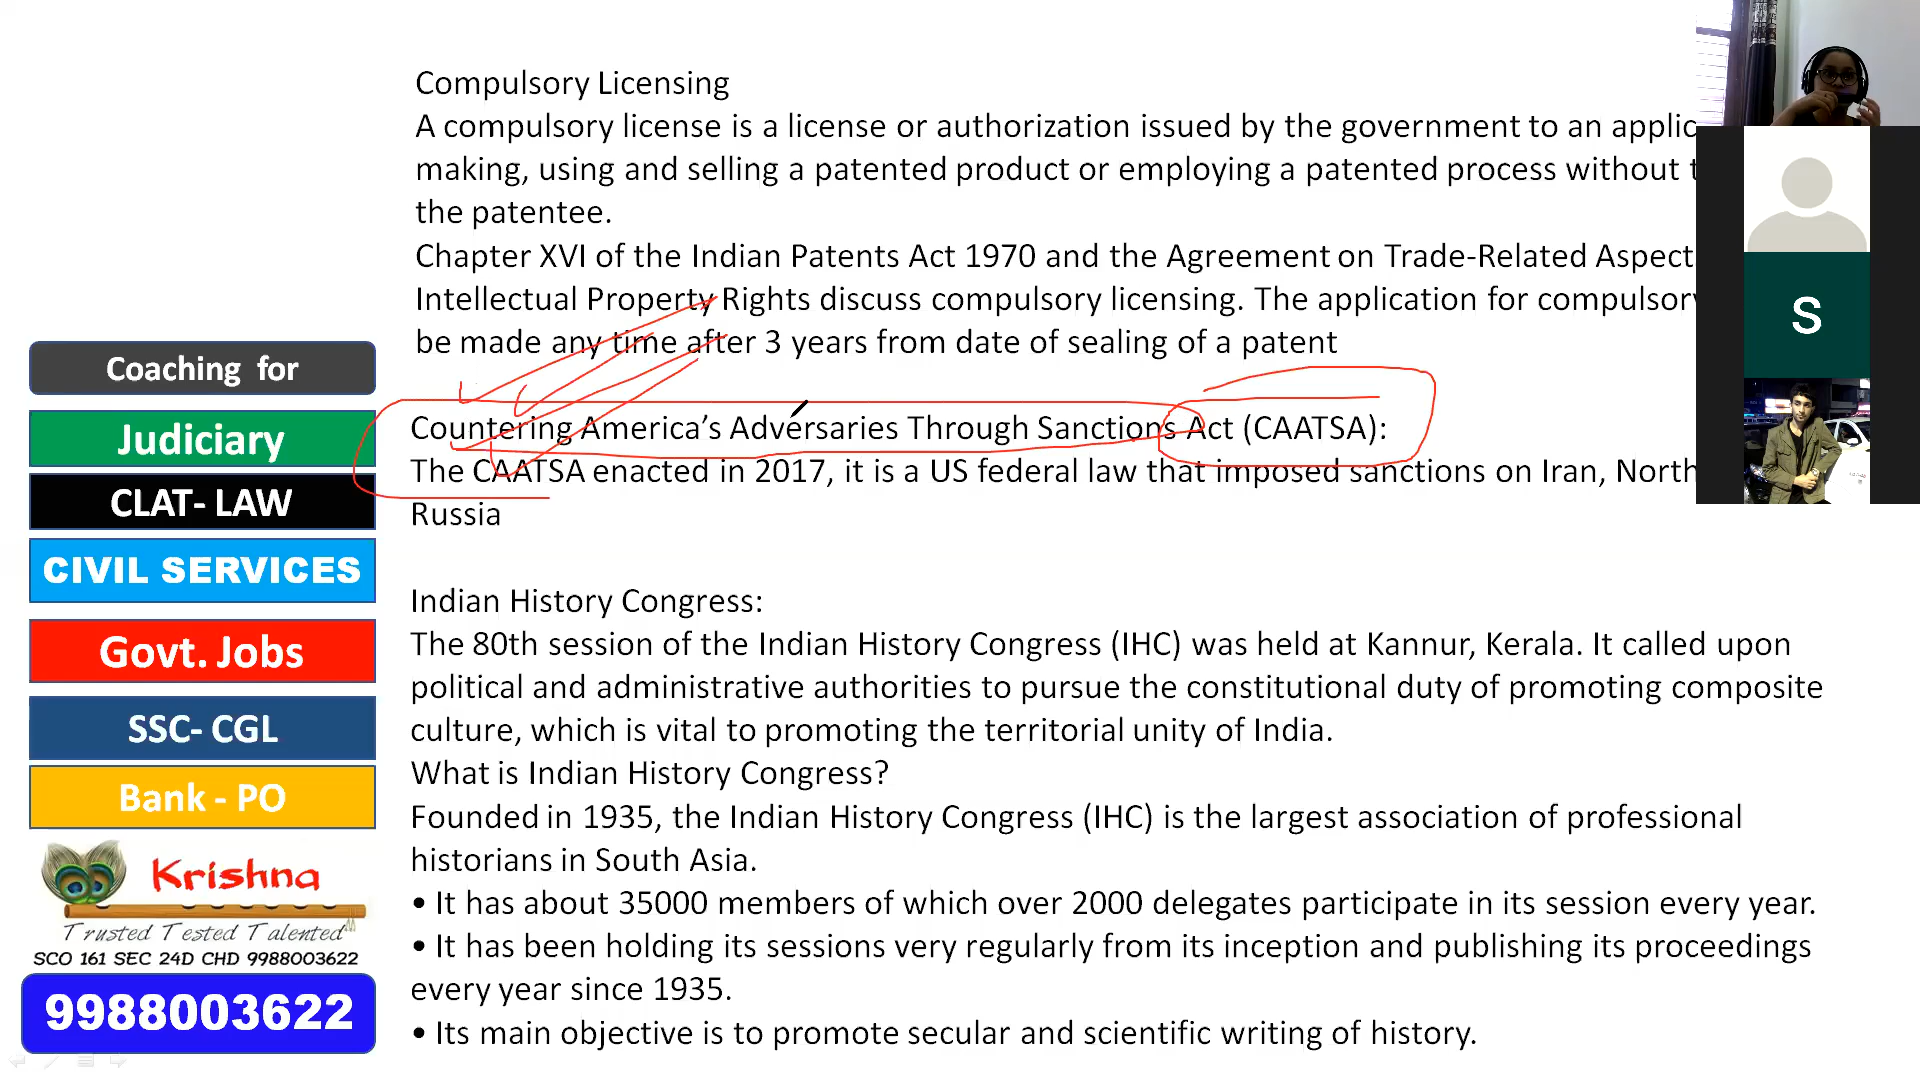 Compulsory Licensing
A compulsory license is a license or authorization issued by the government to an applic
making, using and selling a patented product or employing a patented process without t
the patentee.
Chapter XVI of the Indian Patents Act 1970 and the Agreement on Trade-Related Aspect
Intellectual Property Rights discuss compulsory licensing. The application for compulsory
be made any time after 3 years from date of sealing of a patent
Countering America's Adversaries Through Sanctions Act (CAATSA):
The CAATSA enacted in 2017, it is a US federal law that imposed sanctions on Iran, North
Russia
Indian History Congress:
The 80th session of the Indian History Congress (IHC) was held at Kannur, Kerala. It called upon
political and administrative authorities to pursue the constitutional duty of promoting composite
culture, which is vital to promoting the territorial unity of India.
What is Indian History Congress?
Founded in 1935, the Indian History Congress (IHC) is the largest association of professional
historians in South Asia.
• It has about 35000 members of which over 2000 delegates participate in its session every year.
• It has been holding its sessions very regularly from its inception and publishing its proceedings
every year since 1935.
• Its main objective is to promote secular and scientific writing of history.
Coaching for
Judiciary
CLAT- LAW
CIVIL SERVICES
Govt. Jobs
SSC- CGL
Bank - PO
Krishna
Trusted Tested Talented
SCO 161 SEC 24D CHD 9988003622
9988003622
S